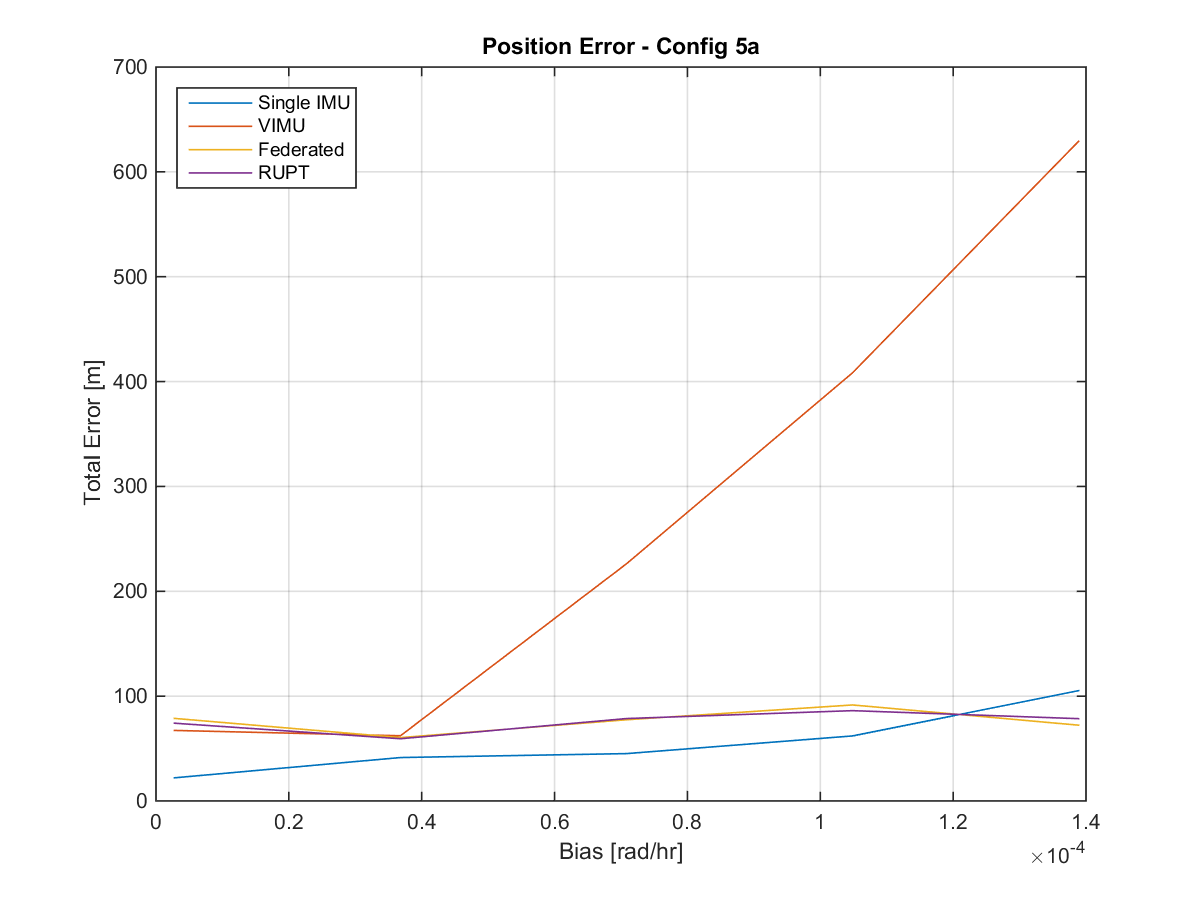 Position Error - Config 5a
700
600
500
400
300
200
100
0
Total Error [m]
Single IMU
VIMU
Federated
RUPT
0 0.2 0.4 0.6 0.8 1 1.2 1.4
Bias [rad/hr]
×10-4